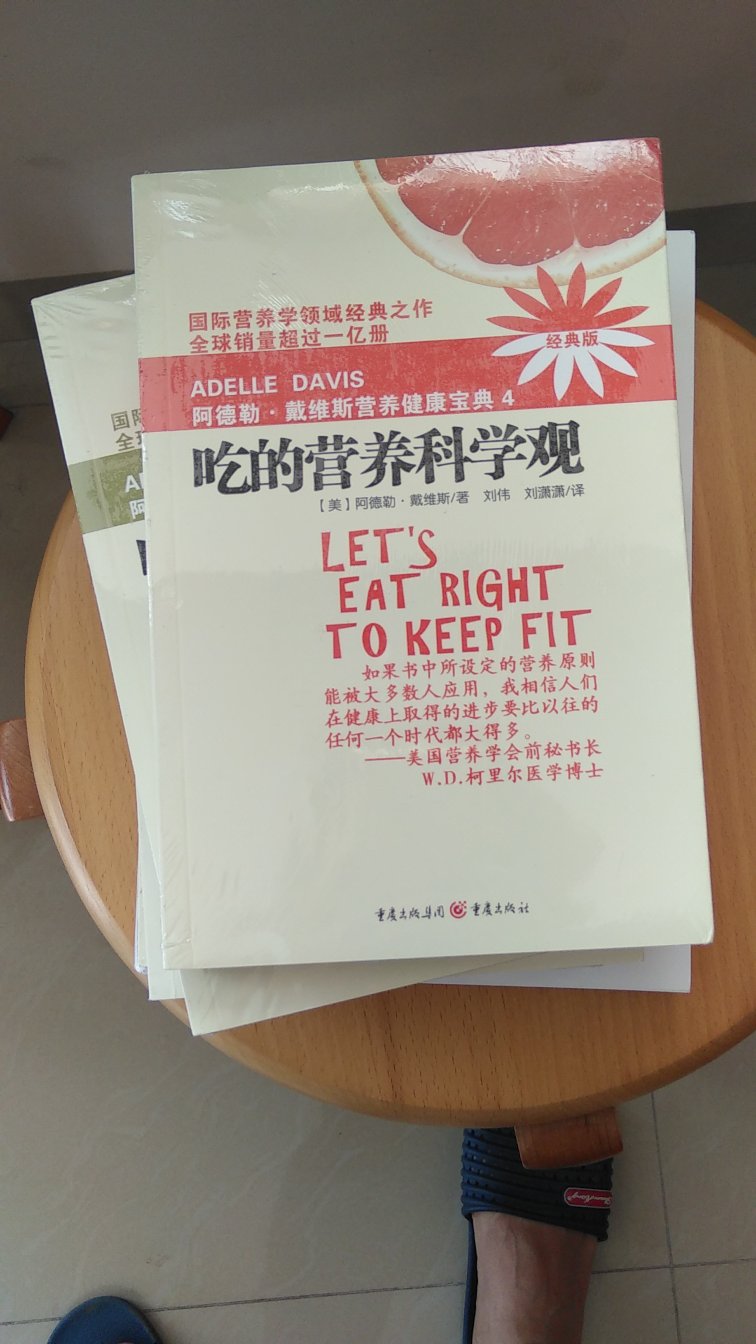 国际营养学领域经典之作
全球销量超过一亿册
经典版
ADELLE DAVIS
阿德勒·戴维斯营养健康宝典 4
吃的营养科学观
【美】阿德勒·戴维斯/著 刘伟 刘潇潇/译
LET'S
EAT RIGHT
TO KEEP FIT
如果书中所设定的营养原则
能被大多数人应用，我相信人们
在健康上取得的进步要比以往的
任何一个时代都大得多。
——美国营养学会前秘书长
W.D.柯里尔医学博士
重庆出版集团 重庆出版社
国
全
A
阿